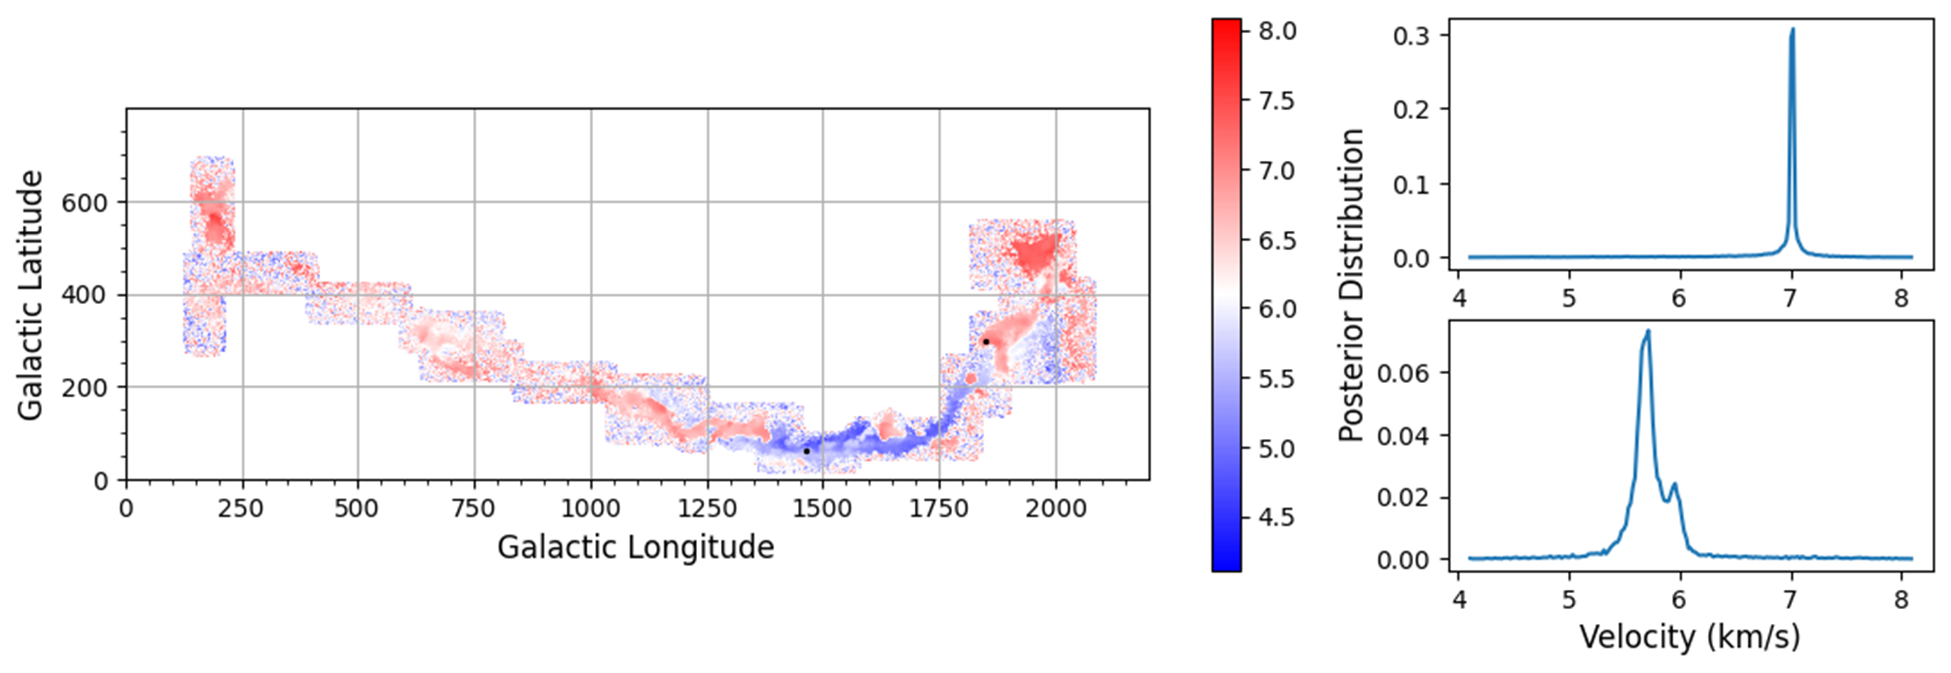 Galactic Latitude
600
400
200
0
0 250 500 750 1000 1250 1500 1750 2000
Galactic Longitude
8.0
7.5
7.0
6.5
6.0
5.5
5.0
4.5
Posterior Distribution
0.3
0.2
0.1
0.0
4 5 6 7 8
0.06
0.04
0.02
0.00
4 5 6 7 8
Velocity (km/s)